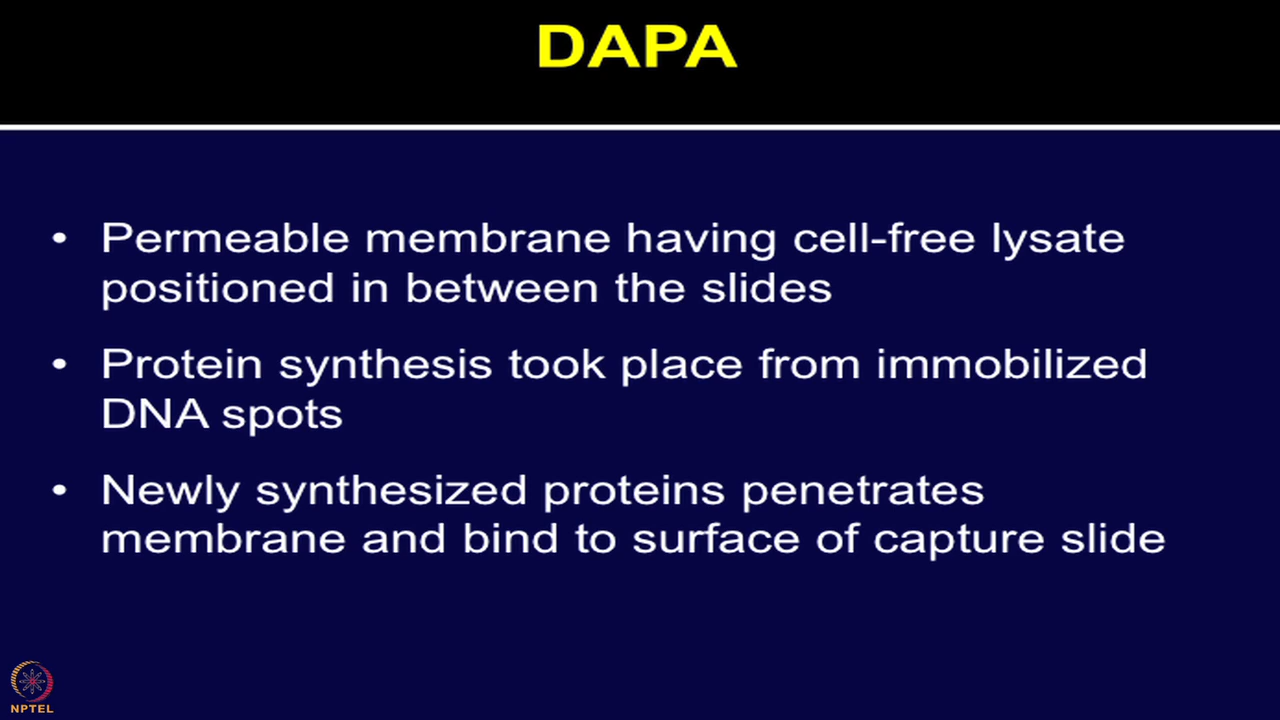 DAPA
• Permeable membrane having cell-free lysate
positioned in between the slides
• Protein synthesis took place from immobilized
DNA spots
• Newly synthesized proteins penetrates
membrane and bind to surface of capture slide
NPTEL